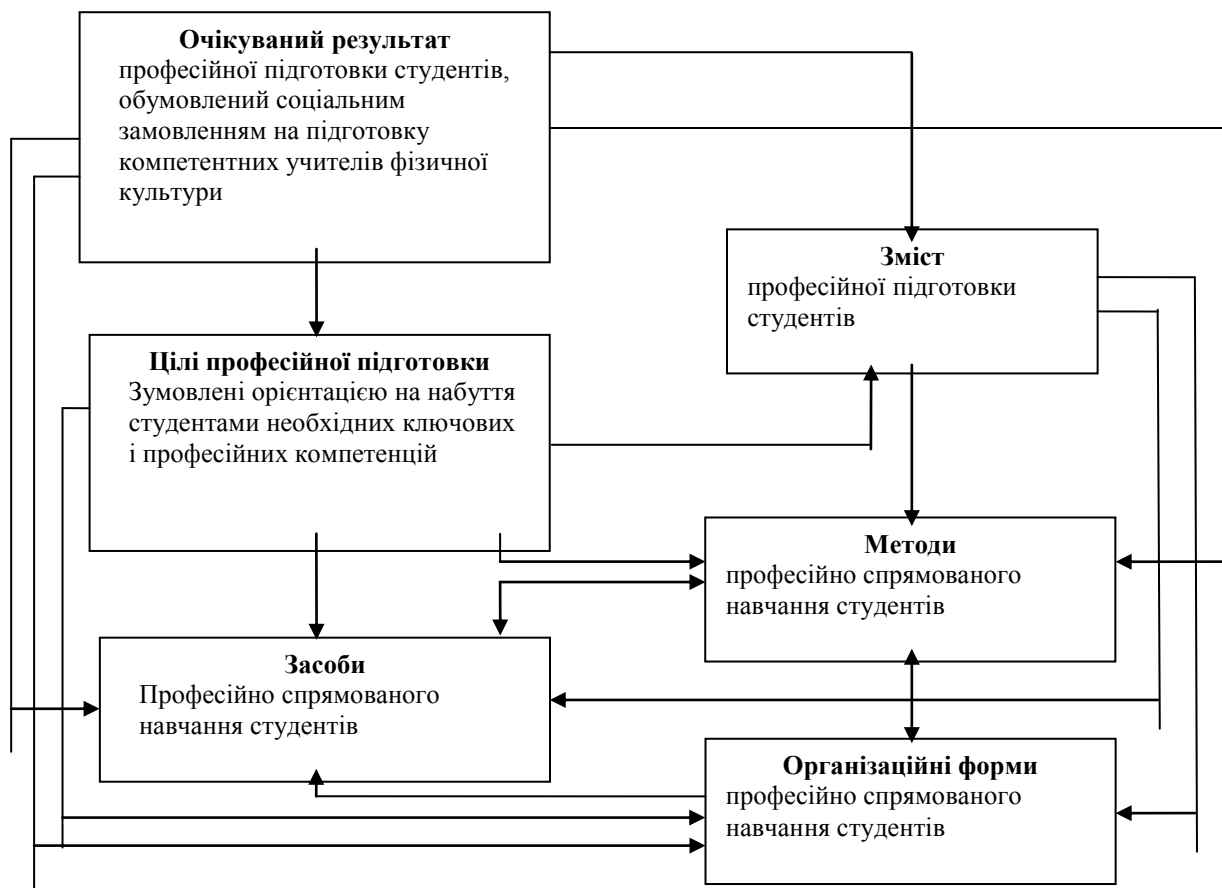 Очікуваний результат
професійної підготовки студентів,
обумовлений соціальним
замовленням на підготовку
компетентних учителів фізичної
культури
Зміст
професійної підготовки
студентів
Цілі професійної підготовки
Зумовлені орієнтацією на набуття
студентами необхідних ключових
і професійних компетенцій
Методи
професійно спрямованого
навчання студентів
Засоби
Професійно спрямованого
навчання студентів
Організаційні форми
професійно спрямованого
навчання студентів